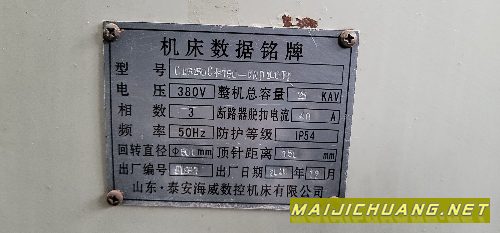 机床数据铭牌
型号
电压 380V 整机总容量 KAV
相数 3 断路器脱扣电流 A
频率 50Hz 防护等级 IP54
回转直径 Φ mm 顶针距离 mm
出厂编号 出厂日期 年 月
山东·泰安海威数控机床有限公司
MAIJICHUANG.NET